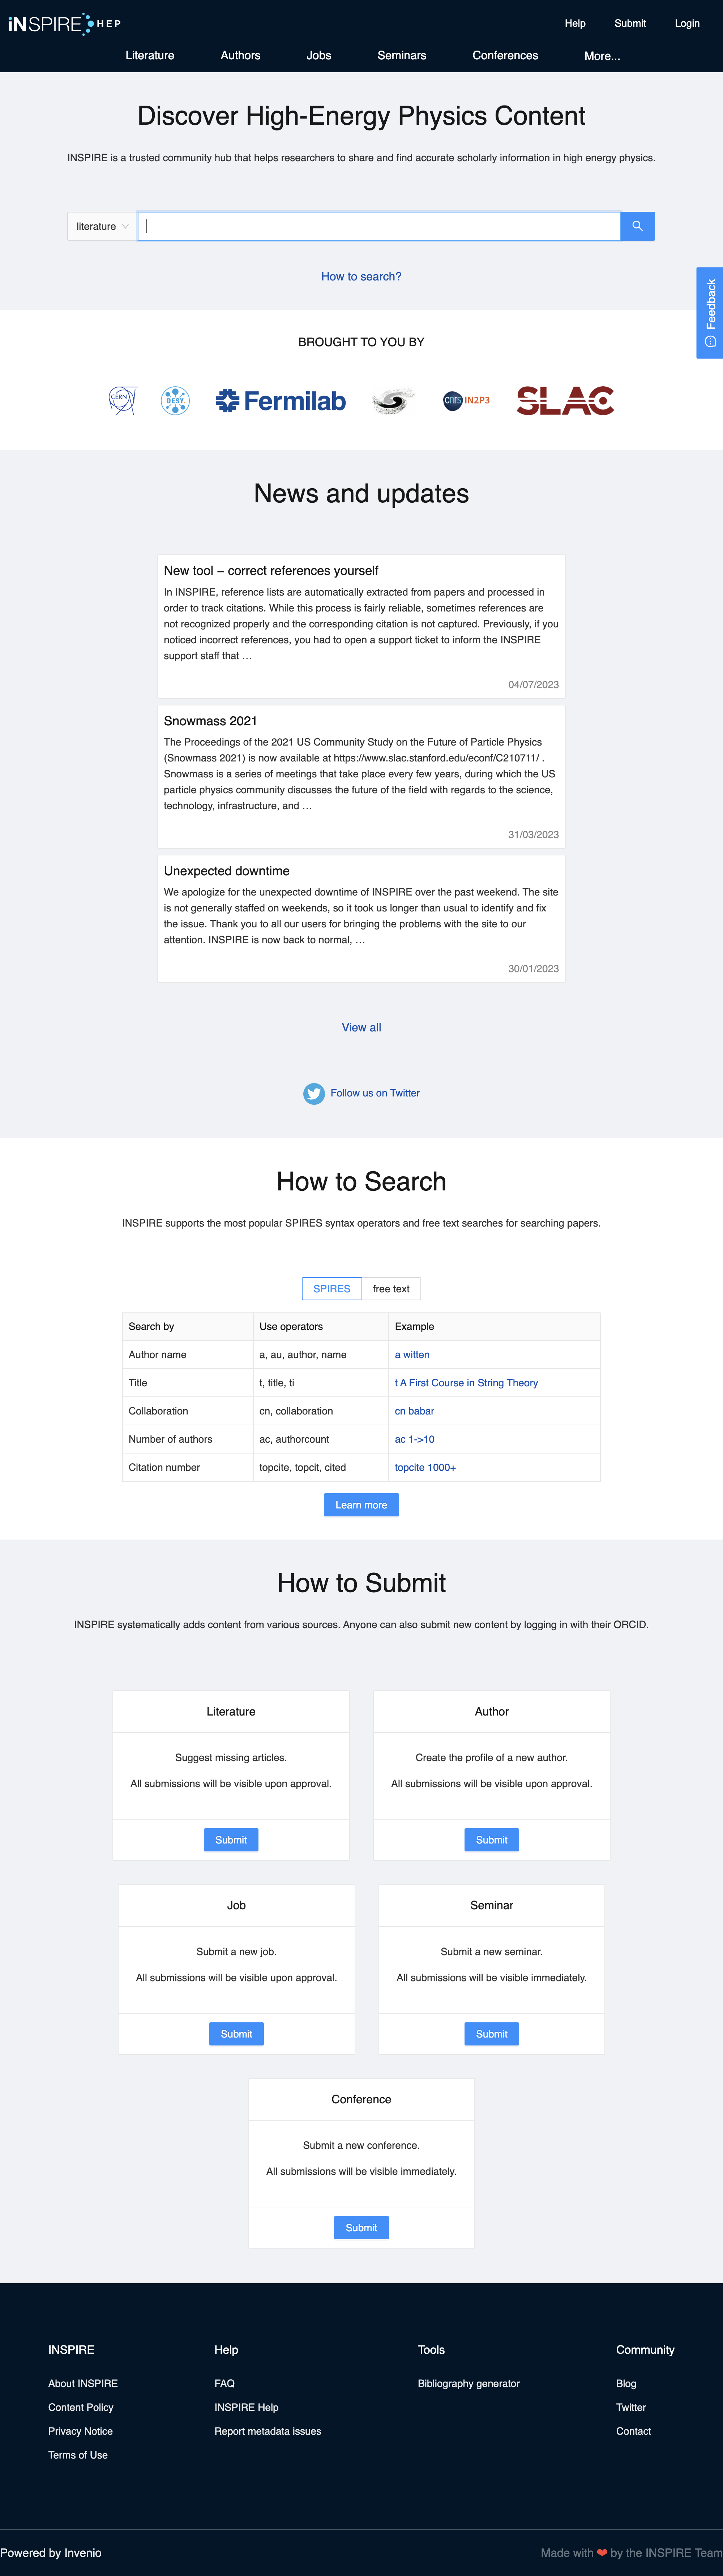 iNSPIRE HEP
Help Submit Login
Literature Authors Jobs Seminars Conferences More...
Discover High-Energy Physics Content
INSPIRE is a trusted community hub that helps researchers to share and find accurate scholarly information in high energy physics.
literature
How to search?
Feedback
BROUGHT TO YOU BY
CERN DESY. Fermilab cnrs IN2P3 SLAC
News and updates
New tool – correct references yourself
In INSPIRE, reference lists are automatically extracted from papers and processed in
order to track citations. While this process is fairly reliable, sometimes references are
not recognized properly and the corresponding citation is not captured. Previously, if you
noticed incorrect references, you had to open a support ticket to inform the INSPIRE
support staff that …
04/07/2023
Snowmass 2021
The Proceedings of the 2021 US Community Study on the Future of Particle Physics
(Snowmass 2021) is now available at https://www.slac.stanford.edu/econf/C210711/ .
Snowmass is a series of meetings that take place every few years, during which the US
particle physics community discusses the future of the field with regards to the science,
technology, infrastructure, and …
31/03/2023
Unexpected downtime
We apologize for the unexpected downtime of INSPIRE over the past weekend. The site
is not generally staffed on weekends, so it took us longer than usual to identify and fix
the issue. Thank you to all our users for bringing the problems with the site to our
attention. INSPIRE is now back to normal, …
30/01/2023
View all
Follow us on Twitter
How to Search
INSPIRE supports the most popular SPIRES syntax operators and free text searches for searching papers.
SPIRES free text
Search by Use operators Example
Author name a, au, author, name a witten
Title t, title, ti t A First Course in String Theory
Collaboration cn, collaboration cn babar
Number of authors ac, authorcount ac 1->10
Citation number topcite, topcit, cited topcite 1000+
Learn more
How to Submit
INSPIRE systematically adds content from various sources. Anyone can also submit new content by logging in with their ORCID.
Literature
Suggest missing articles.
All submissions will be visible upon approval.
Submit
Author
Create the profile of a new author.
All submissions will be visible upon approval.
Submit
Job
Submit a new job.
All submissions will be visible upon approval.
Submit
Seminar
Submit a new seminar.
All submissions will be visible immediately.
Submit
Conference
Submit a new conference.
All submissions will be visible immediately.
Submit
INSPIRE
About INSPIRE
Content Policy
Privacy Notice
Terms of Use
Help
FAQ
INSPIRE Help
Report metadata issues
Tools
Bibliography generator
Community
Blog
Twitter
Contact
Powered by Invenio
Made with ❤ by the INSPIRE Team